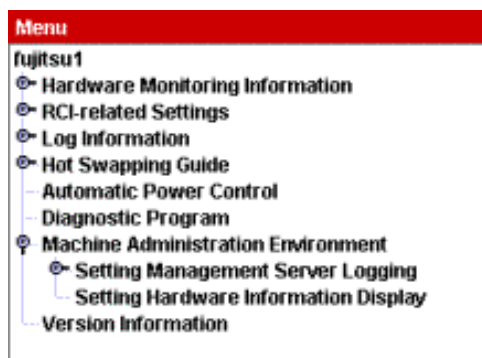 Menu
fujitsu1
Hardware Monitoring Information
RCI-related Settings
Log Information
Hot Swapping Guide
Automatic Power Control
Diagnostic Program
Machine Administration Environment
Setting Management Server Logging
Setting Hardware Information Display
Version Information